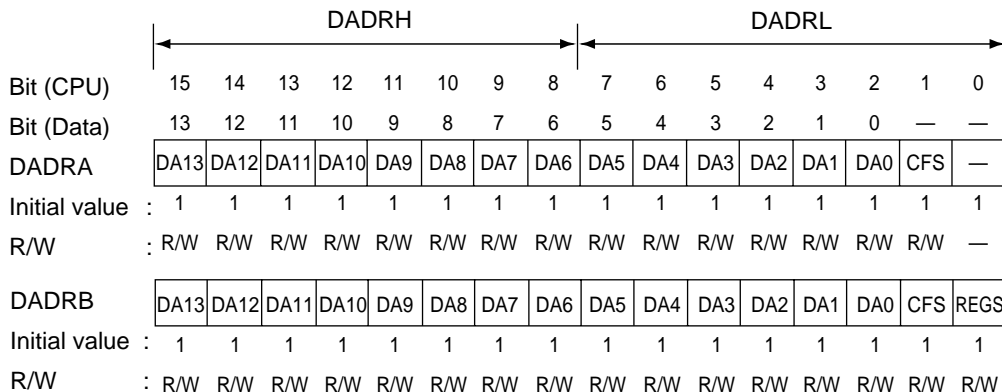 DADRH DADRL
Bit (CPU) 15 14 13 12 11 10 9 8 7 6 5 4 3 2 1 0
Bit (Data) 13 12 11 10 9 8 7 6 5 4 3 2 1 0 — —
DADRA DA13 DA12 DA11 DA10 DA9 DA8 DA7 DA6 DA5 DA4 DA3 DA2 DA1 DA0 CFS —
Initial value : 1 1 1 1 1 1 1 1 1 1 1 1 1 1 1 1
R/W : R/W R/W R/W R/W R/W R/W R/W R/W R/W R/W R/W R/W R/W R/W R/W —
DADRB DA13 DA12 DA11 DA10 DA9 DA8 DA7 DA6 DA5 DA4 DA3 DA2 DA1 DA0 CFS REGS
Initial value : 1 1 1 1 1 1 1 1 1 1 1 1 1 1 1 1
R/W : R/W R/W R/W R/W R/W R/W R/W R/W R/W R/W R/W R/W R/W R/W R/W R/W